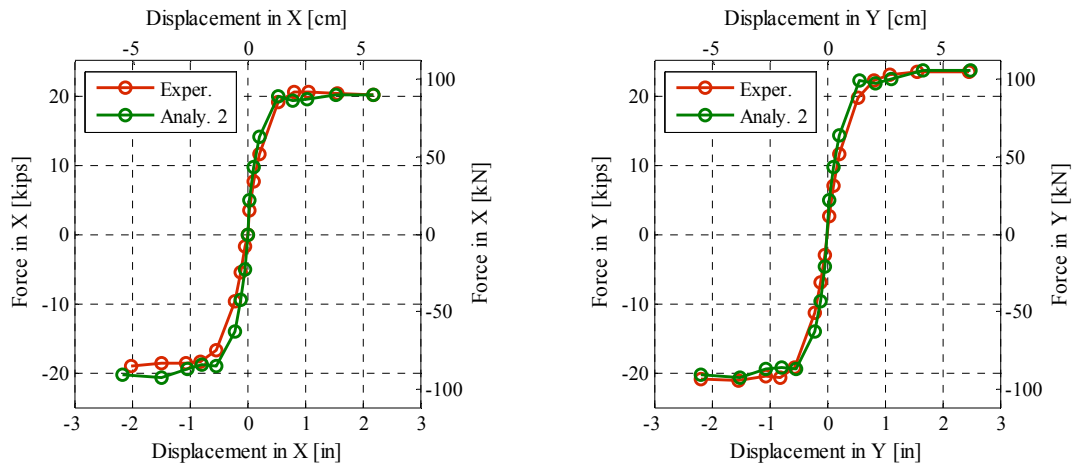 Displacement in X [cm]
-5 0 5
Exper.
Analy. 2
20
10
0
-10
-20
Force in X [kips]
100
50
0
-50
-100
Force in X [kN]
-3 -2 -1 0 1 2 3
Displacement in X [in]
Displacement in Y [cm]
-5 0 5
Exper.
Analy. 2
20
10
0
-10
-20
Force in Y [kips]
100
50
0
-50
-100
Force in Y [kN]
-3 -2 -1 0 1 2 3
Displacement in Y [in]